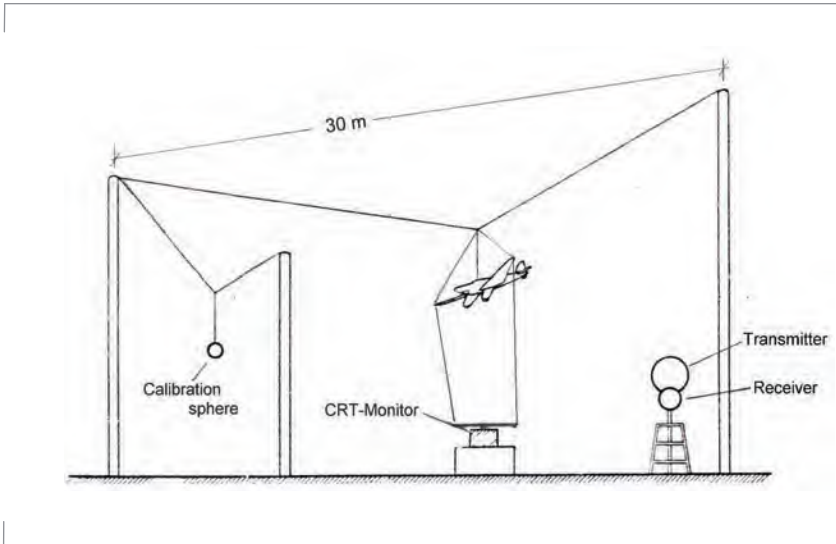 30 m
Transmitter
Receiver
Calibration
sphere
CRT-Monitor